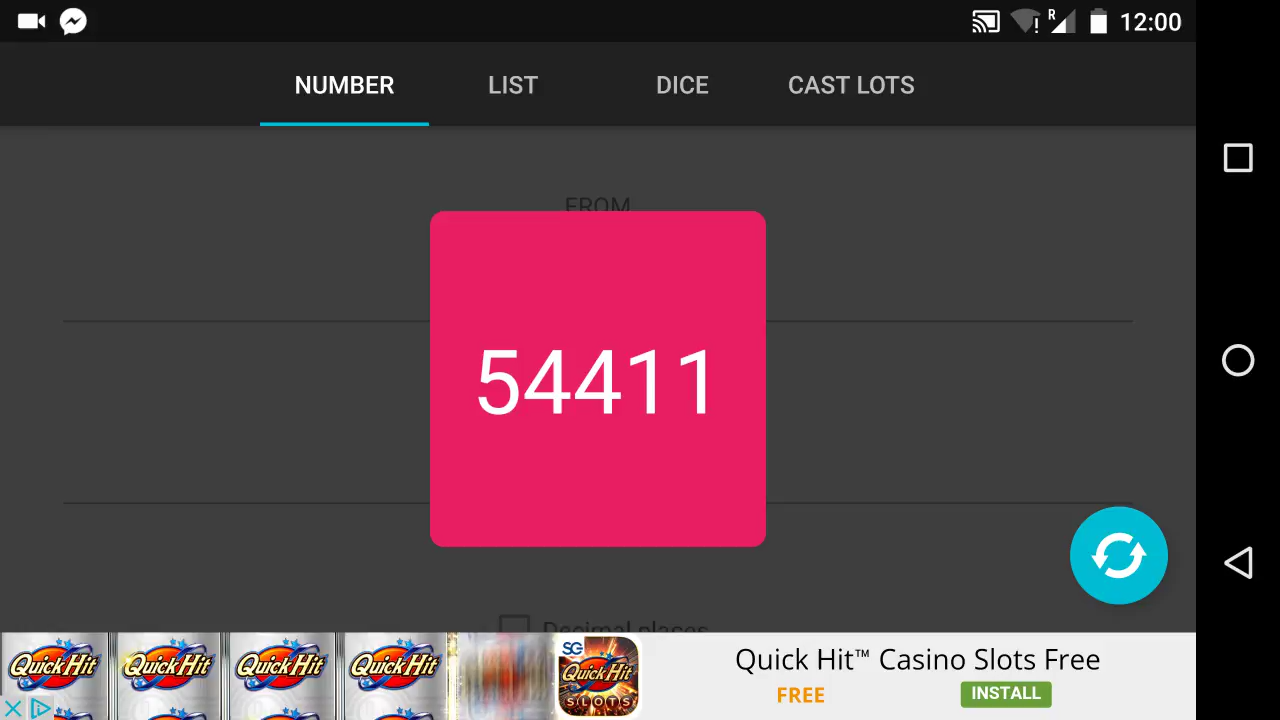 R 12:00
NUMBER LIST DICE CAST LOTS
FROM
54411
Decimal places
Quick Hit Quick Hit Quick Hit Quick Hit SG Quick Hit SLOTS
Quick Hit™ Casino Slots Free
FREE INSTALL